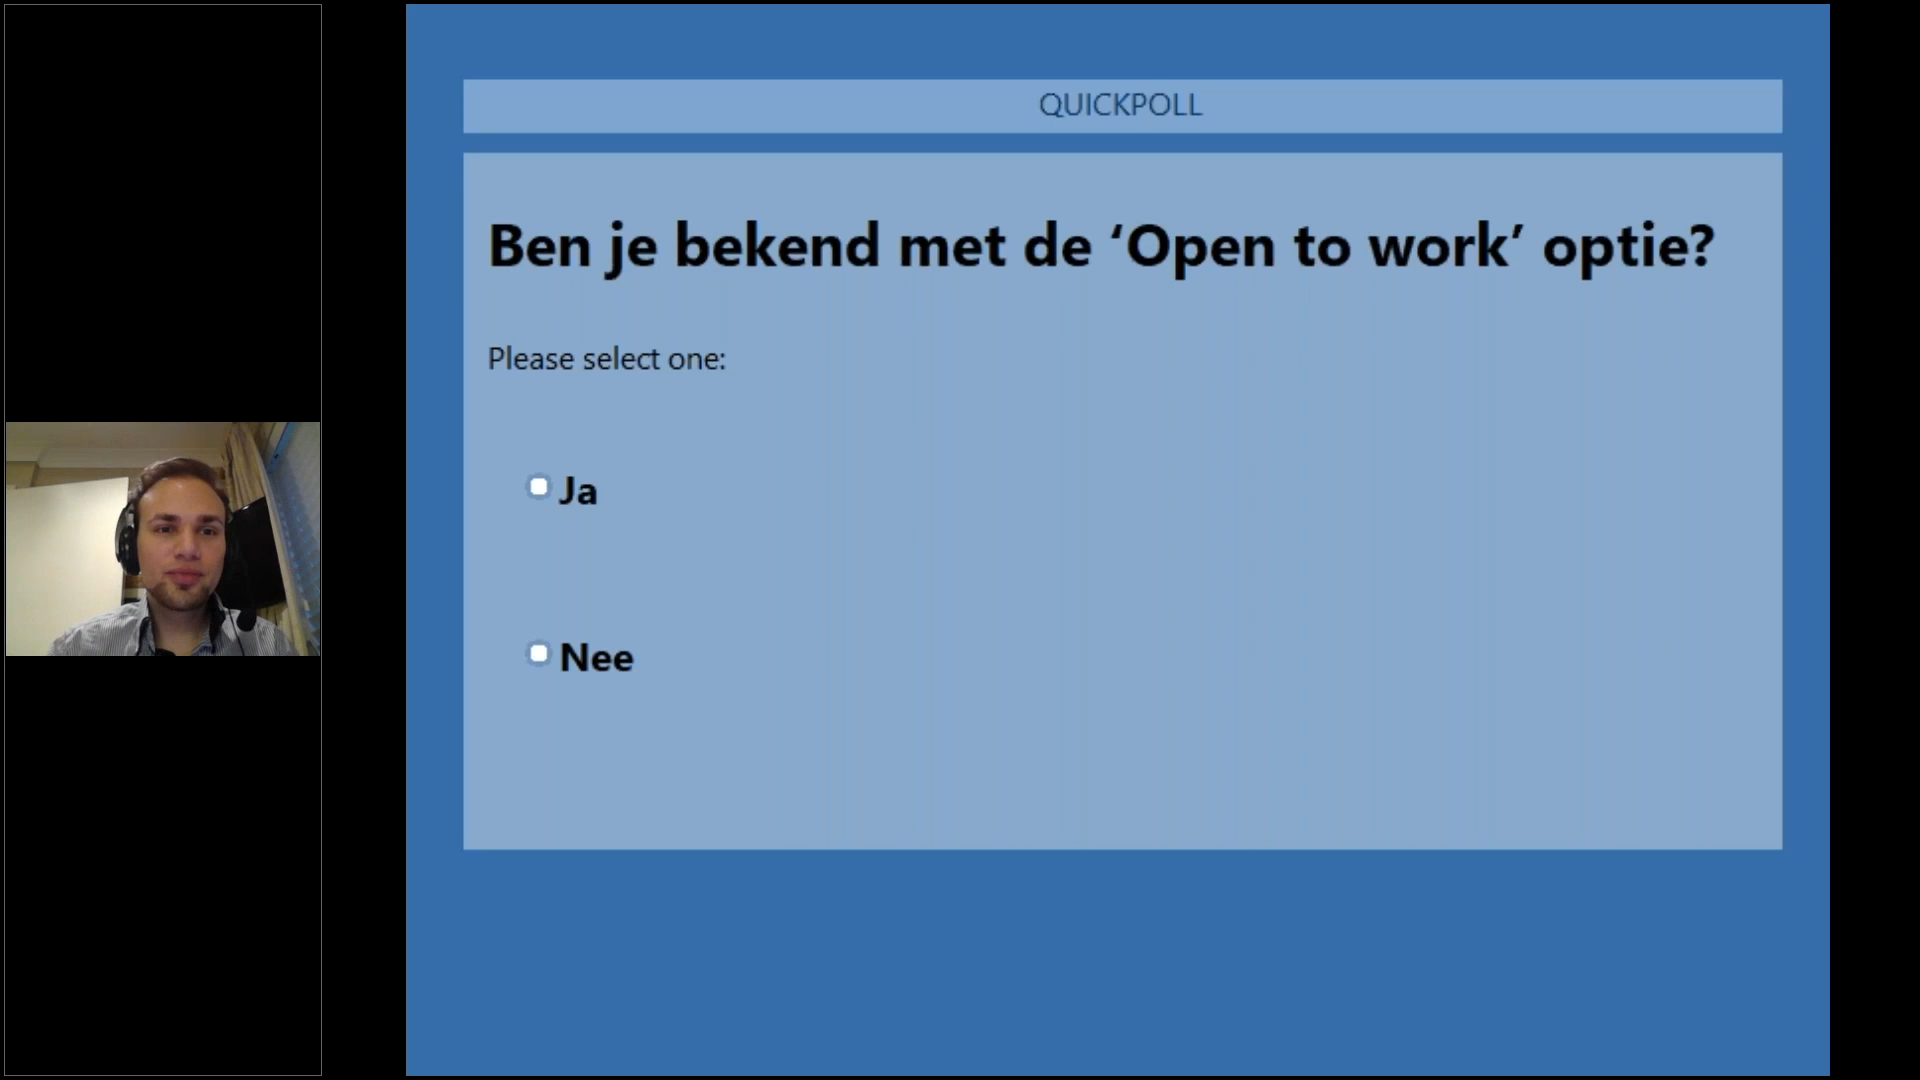 QUICKPOLL
Ben je bekend met de ‘Open to work’ optie?
Please select one:
Ja
Nee